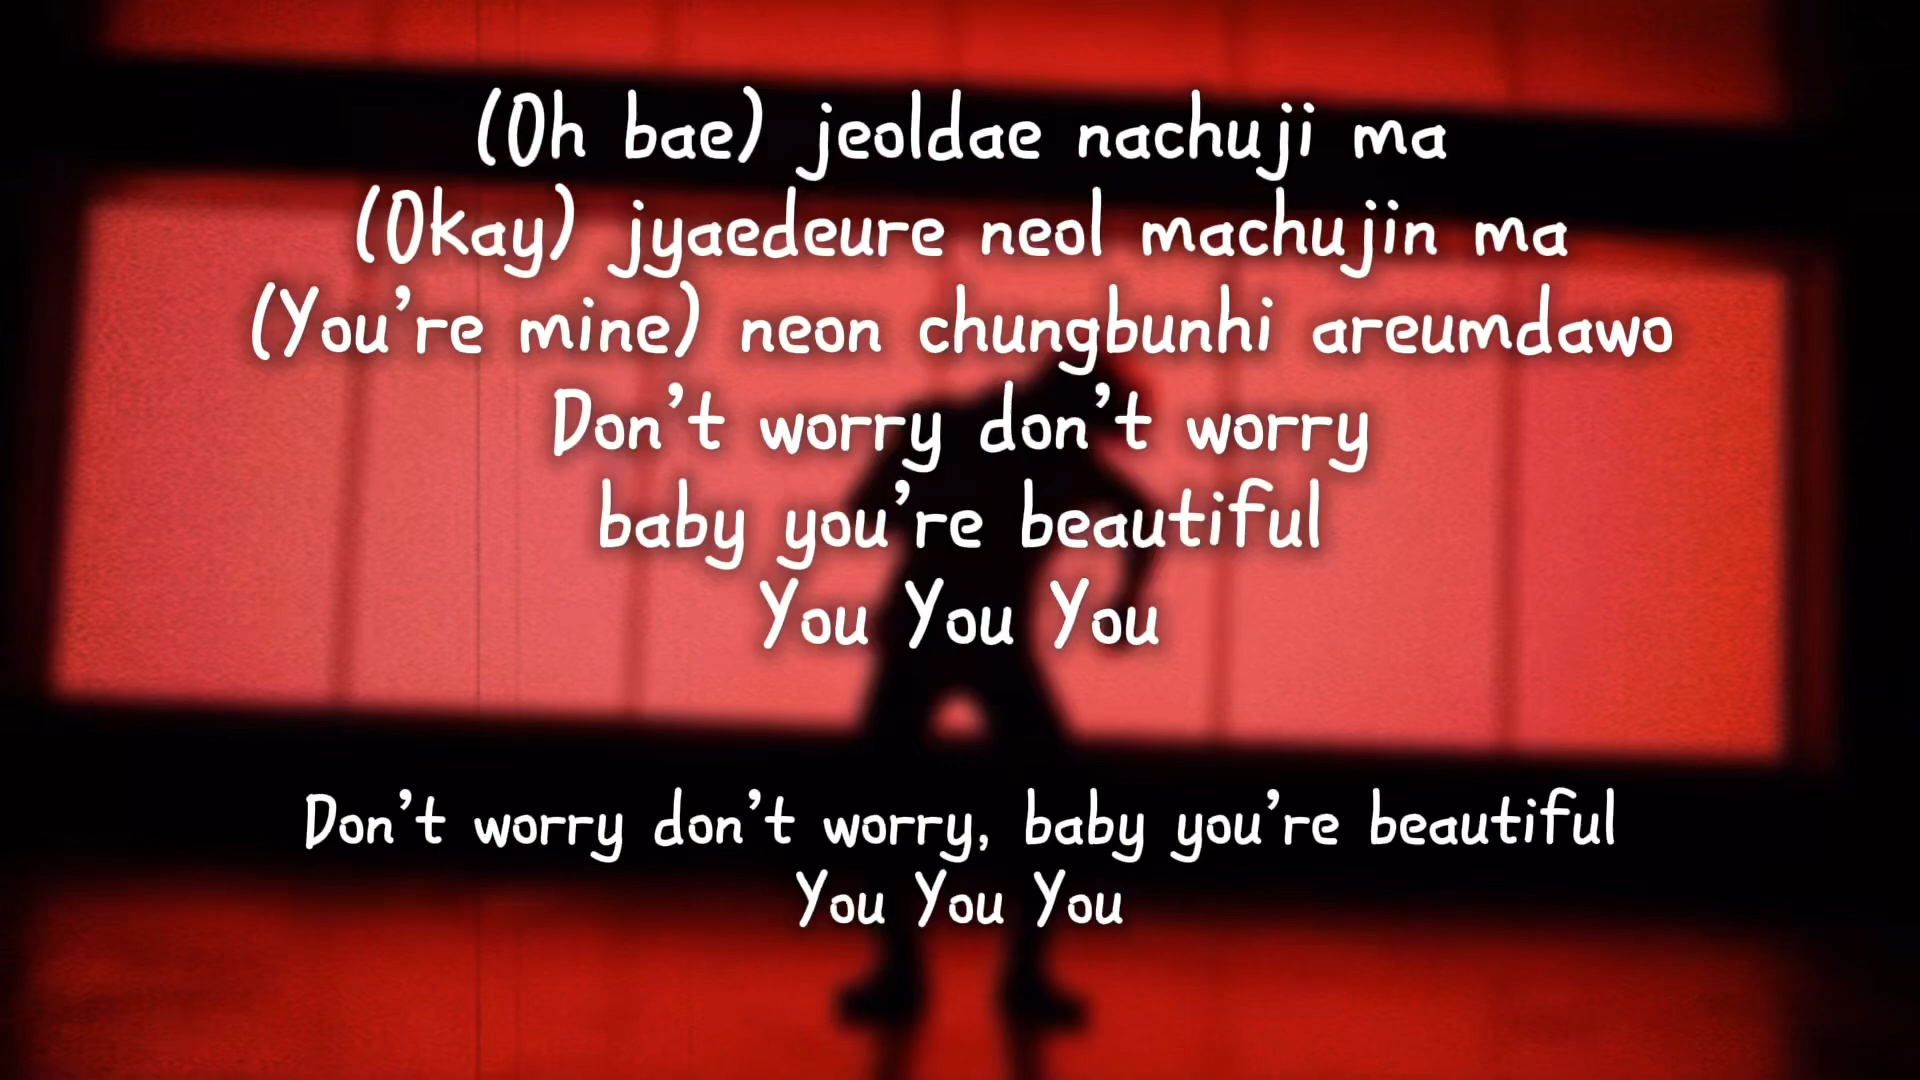 (Oh bae) jeoldae nachuji ma
(Okay) jyaedeure neol machujin ma
(You're mine) neon chungbunhi areumdawo
Don't worry don't worry
baby you're beautiful
You You You
Don't worry don't worry, baby you're beautiful
You You You